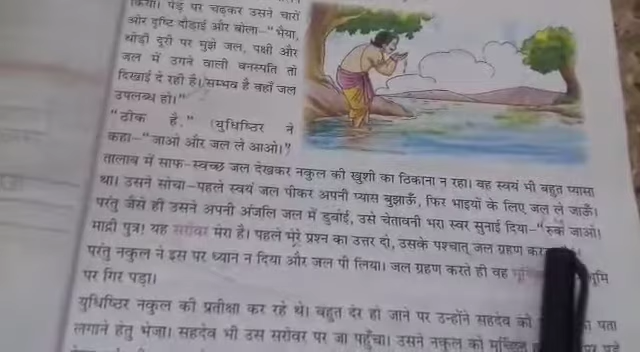 किया। पेड़ पर चढ़कर उसने चारों
ओर दृष्टि दौड़ाई और बोला–"भैया,
थोड़ी दूरी पर मुझे जल, पक्षी और
जल में उगने वाली वनस्पति तो
दिखाई दे रही है। सम्भव है वहाँ जल
उपलब्ध हो।"
"ठीक है," युधिष्ठिर ने
कहा–"जाओ और जल ले आओ।"
तालाब में साफ-स्वच्छ जल देखकर नकुल की खुशी का ठिकाना न रहा। वह स्वयं भी बहुत प्यासा
था। उसने सोचा–पहले स्वयं जल पीकर अपनी प्यास बुझाऊँ, फिर भाइयों के लिए जल ले जाऊँ।
परंतु जैसे ही उसने अपनी अंजलि जल में डुबोई, उसे चेतावनी भरा स्वर सुनाई दिया–"रुक जाओ!
माद्री पुत्र! यह सरोवर मेरा है। पहले मेरे प्रश्न का उत्तर दो, उसके पश्चात् जल ग्रहण
परंतु नकुल ने इस पर ध्यान न दिया और जल पी लिया। जल ग्रहण करते ही वह
पर गिर पड़ा।
युधिष्ठिर नकुल की प्रतीक्षा कर रहे थे। बहुत देर हो जाने पर उन्होंने सहदेव को पता
लगाने हेतु भेजा। सहदेव भी उस सरोवर पर जा पहुँचा। उसने नकुल को